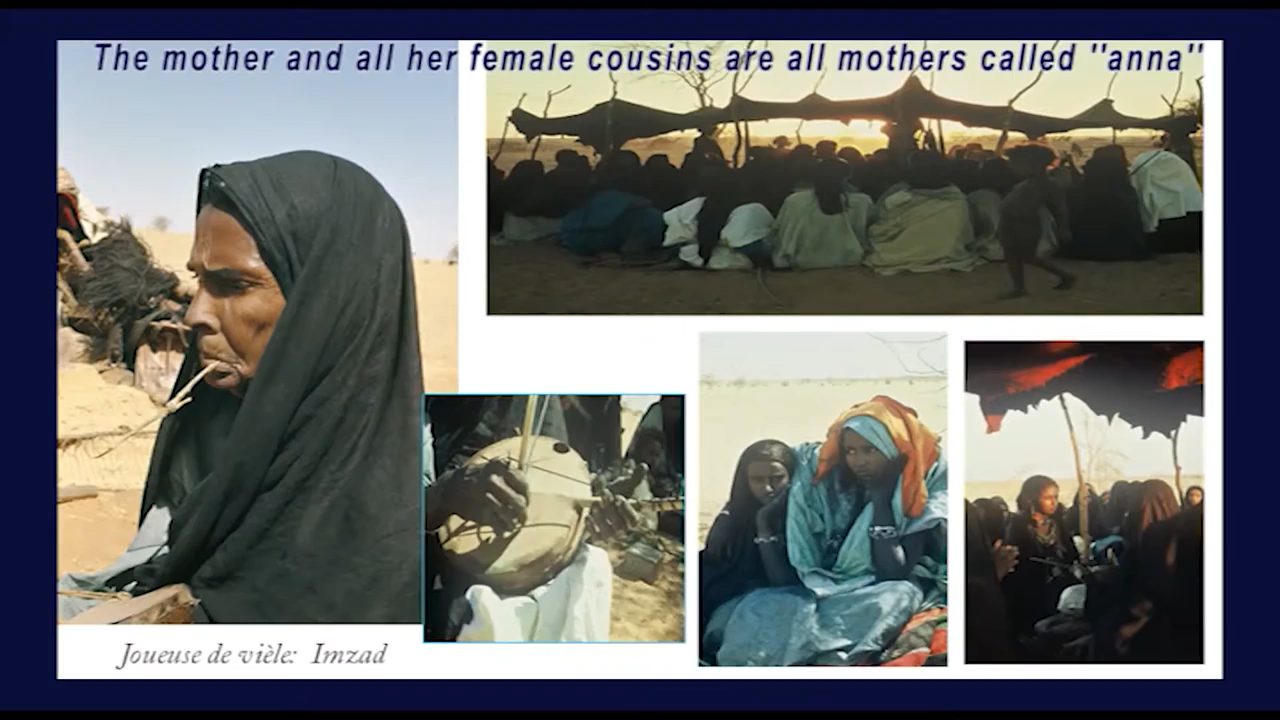 The mother and all her female cousins are all mothers called "anna"
Joueuse de vièle: Imzad